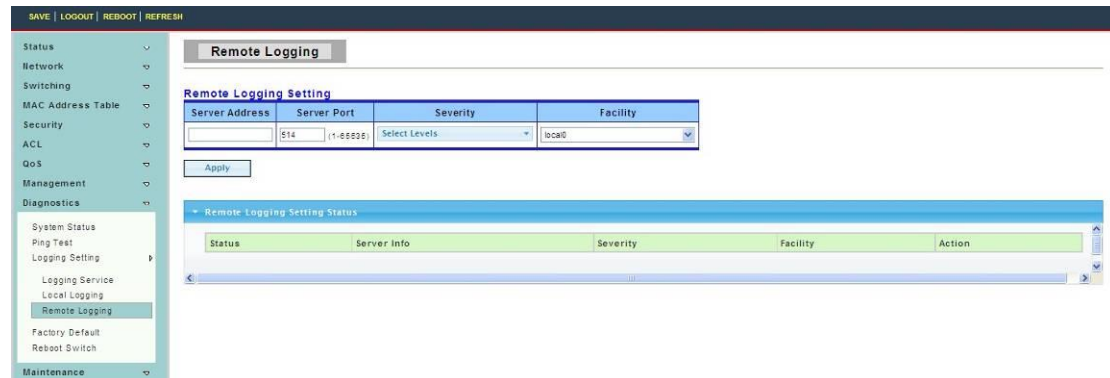 SAVE | LOGOUT | REBOOT | REFRESH
Status
Network
Switching
MAC Address Table
Security
ACL
QoS
Management
Diagnostics
System Status
Ping Test
Logging Setting
Logging Service
Local Logging
Remote Logging
Factory Default
Reboot Switch
Maintenance
Remote Logging
Remote Logging Setting
Server Address Server Port Severity Facility
514 (1-65535) Select Levels local0
Apply
Remote Logging Setting Status
Status Server Info Severity Facility Action